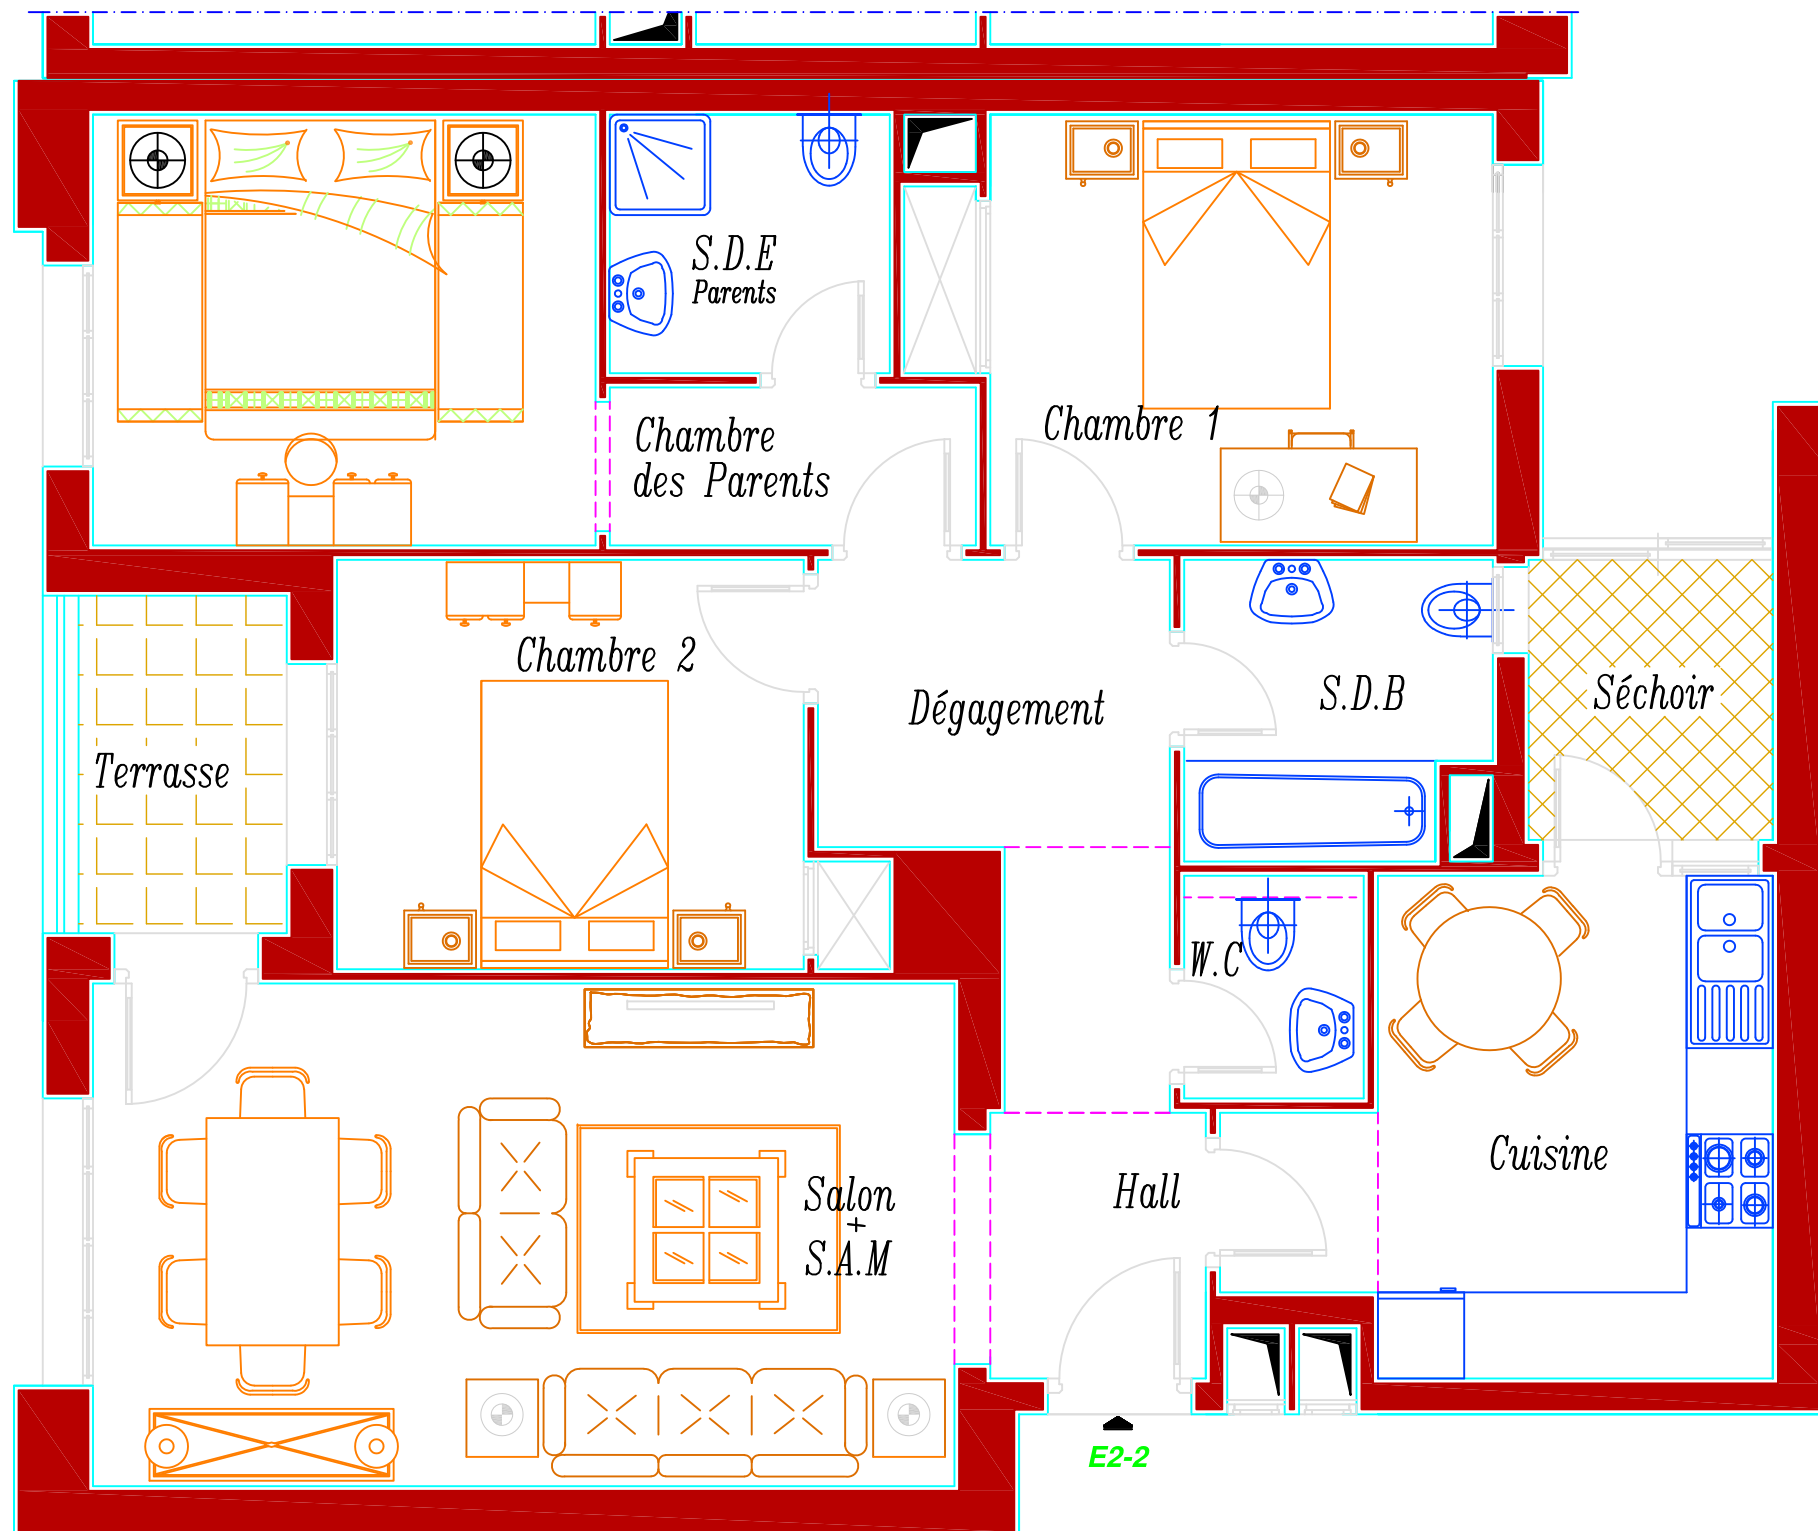 S.D.E
Parents
Chambre
des Parents
Chambre 1
Chambre 2
Dégagement
S.D.B
Séchoir
Terrasse
W.C
Salon
+
S.A.M
Hall
Cuisine
E2-2